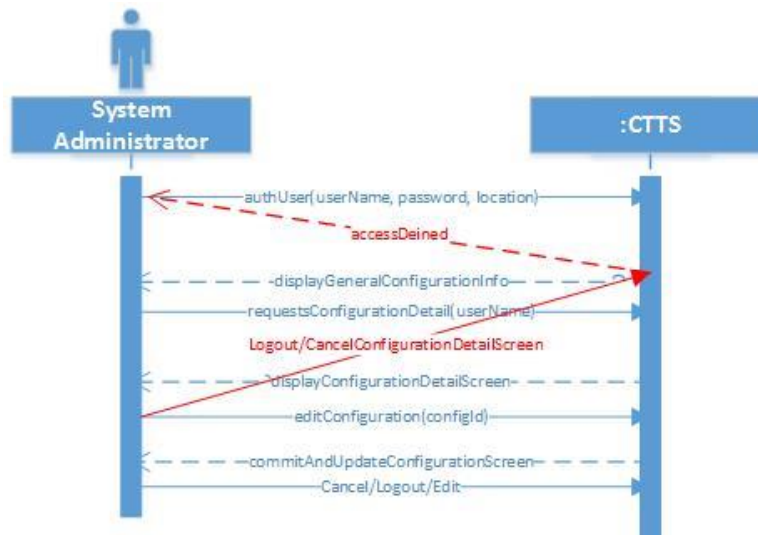 System
Administrator
:CTTS
authUser(userName, password, location)
accessDeined
displayGeneralConfigurationInfo
requestsConfigurationDetail(userName)
Logout/CancelConfigurationDetailScreen
displayConfigurationDetailScreen
editConfiguration(configId)
commitAndUpdateConfigurationScreen
Cancel/Logout/Edit